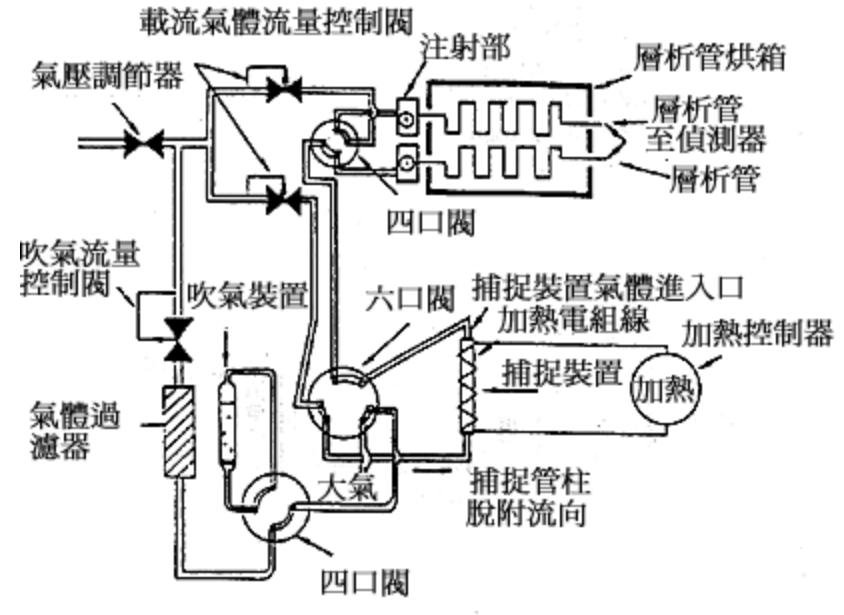 載流氣體流量控制閥
氣壓調節器
注射部
層析管烘箱
層析管
至偵測器
層析管
四口閥
吹氣流量
控制閥
吹氣裝置
六口閥
捕捉裝置氣體進入口
加熱電組線
加熱控制器
捕捉裝置
加熱
氣體過
濾器
大氣
捕捉管柱
脫附流向
四口閥